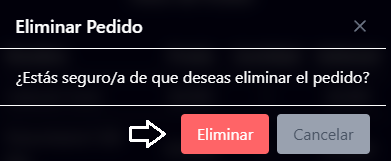 Eliminar Pedido
¿Estás seguro/a de que deseas eliminar el pedido?
Eliminar
Cancelar